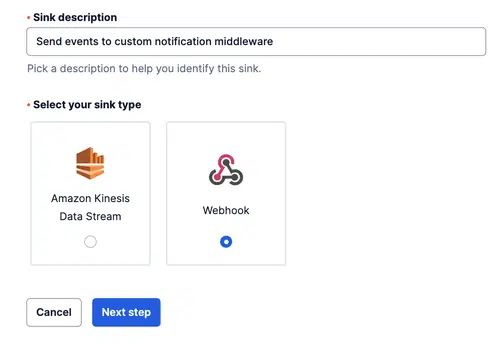 • Sink description
Send events to custom notification middleware
Pick a description to help you identify this sink.
• Select your sink type
Amazon Kinesis
Data Stream
Webhook
Cancel
Next step